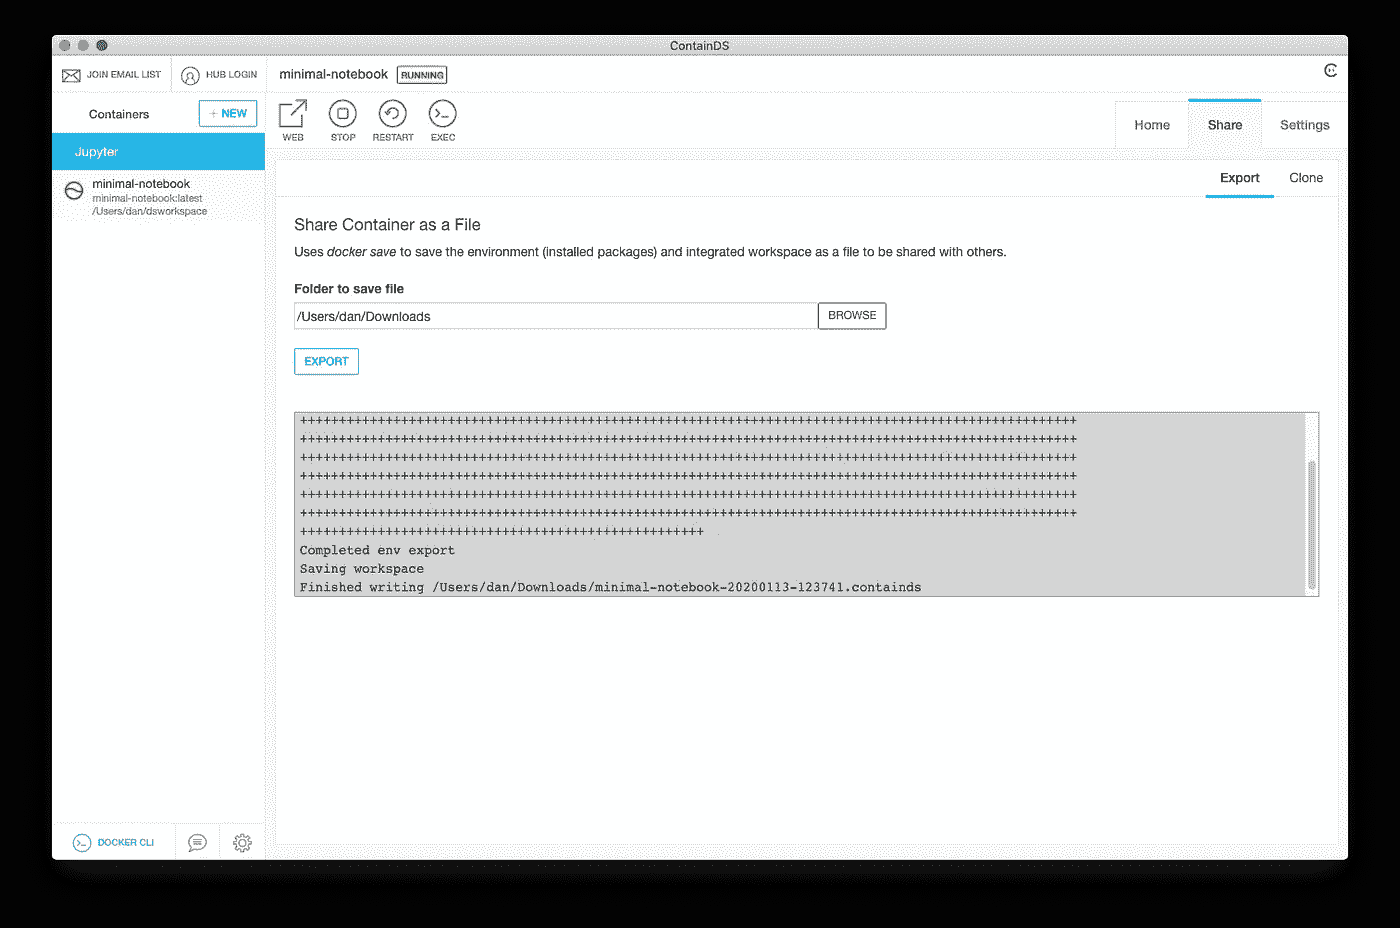 ContainDS
JOIN EMAIL LIST
HUB LOGIN
minimal-notebook
RUNNING
Containers
+ NEW
WEB
STOP
RESTART
EXEC
Home
Share
Settings
Jupyter
minimal-notebook
minimal-notebook:latest
/Users/dan/dsworkspace
Export
Clone
Share Container as a File
Uses docker save to save the environment (installed packages) and integrated workspace as a file to be shared with others.
Folder to save file
/Users/dan/Downloads
BROWSE
EXPORT
Completed env export
Saving workspace
Finished writing /Users/dan/Downloads/minimal-notebook-20200113-123741.containds
DOCKER CLI